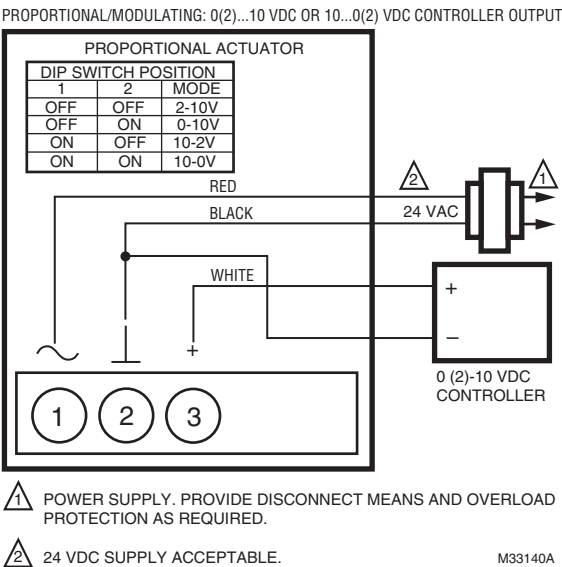 PROPORTIONAL/MODULATING: 0(2)...10 VDC OR 10...0(2) VDC CONTROLLER OUTPUT
PROPORTIONAL ACTUATOR
DIP SWITCH POSITION
1 2 MODE
OFF OFF 2-10V
OFF ON 0-10V
ON OFF 10-2V
ON ON 10-0V
RED
2
1
BLACK
24 VAC
WHITE
+
–
+
0 (2)-10 VDC
CONTROLLER
1 2 3
1 POWER SUPPLY. PROVIDE DISCONNECT MEANS AND OVERLOAD
PROTECTION AS REQUIRED.
2 24 VDC SUPPLY ACCEPTABLE.
M33140A